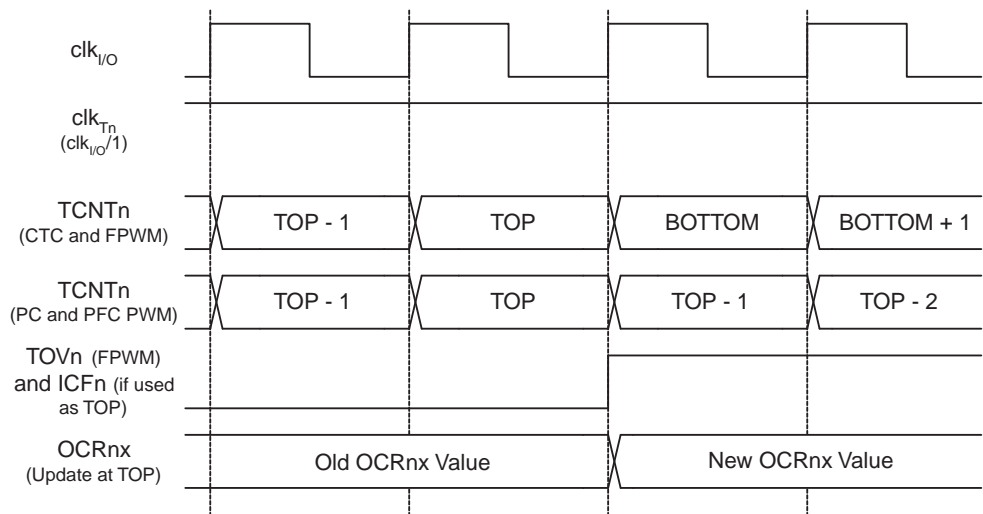 clkI/O
clkTn
(clkI/O/1)
TCNTn
(CTC and FPWM)
TOP - 1
TOP
BOTTOM
BOTTOM + 1
TCNTn
(PC and PFC PWM)
TOP - 1
TOP
TOP - 1
TOP - 2
TOVn (FPWM)
and ICFn (if used
as TOP)
OCRnx
(Update at TOP)
Old OCRnx Value
New OCRnx Value